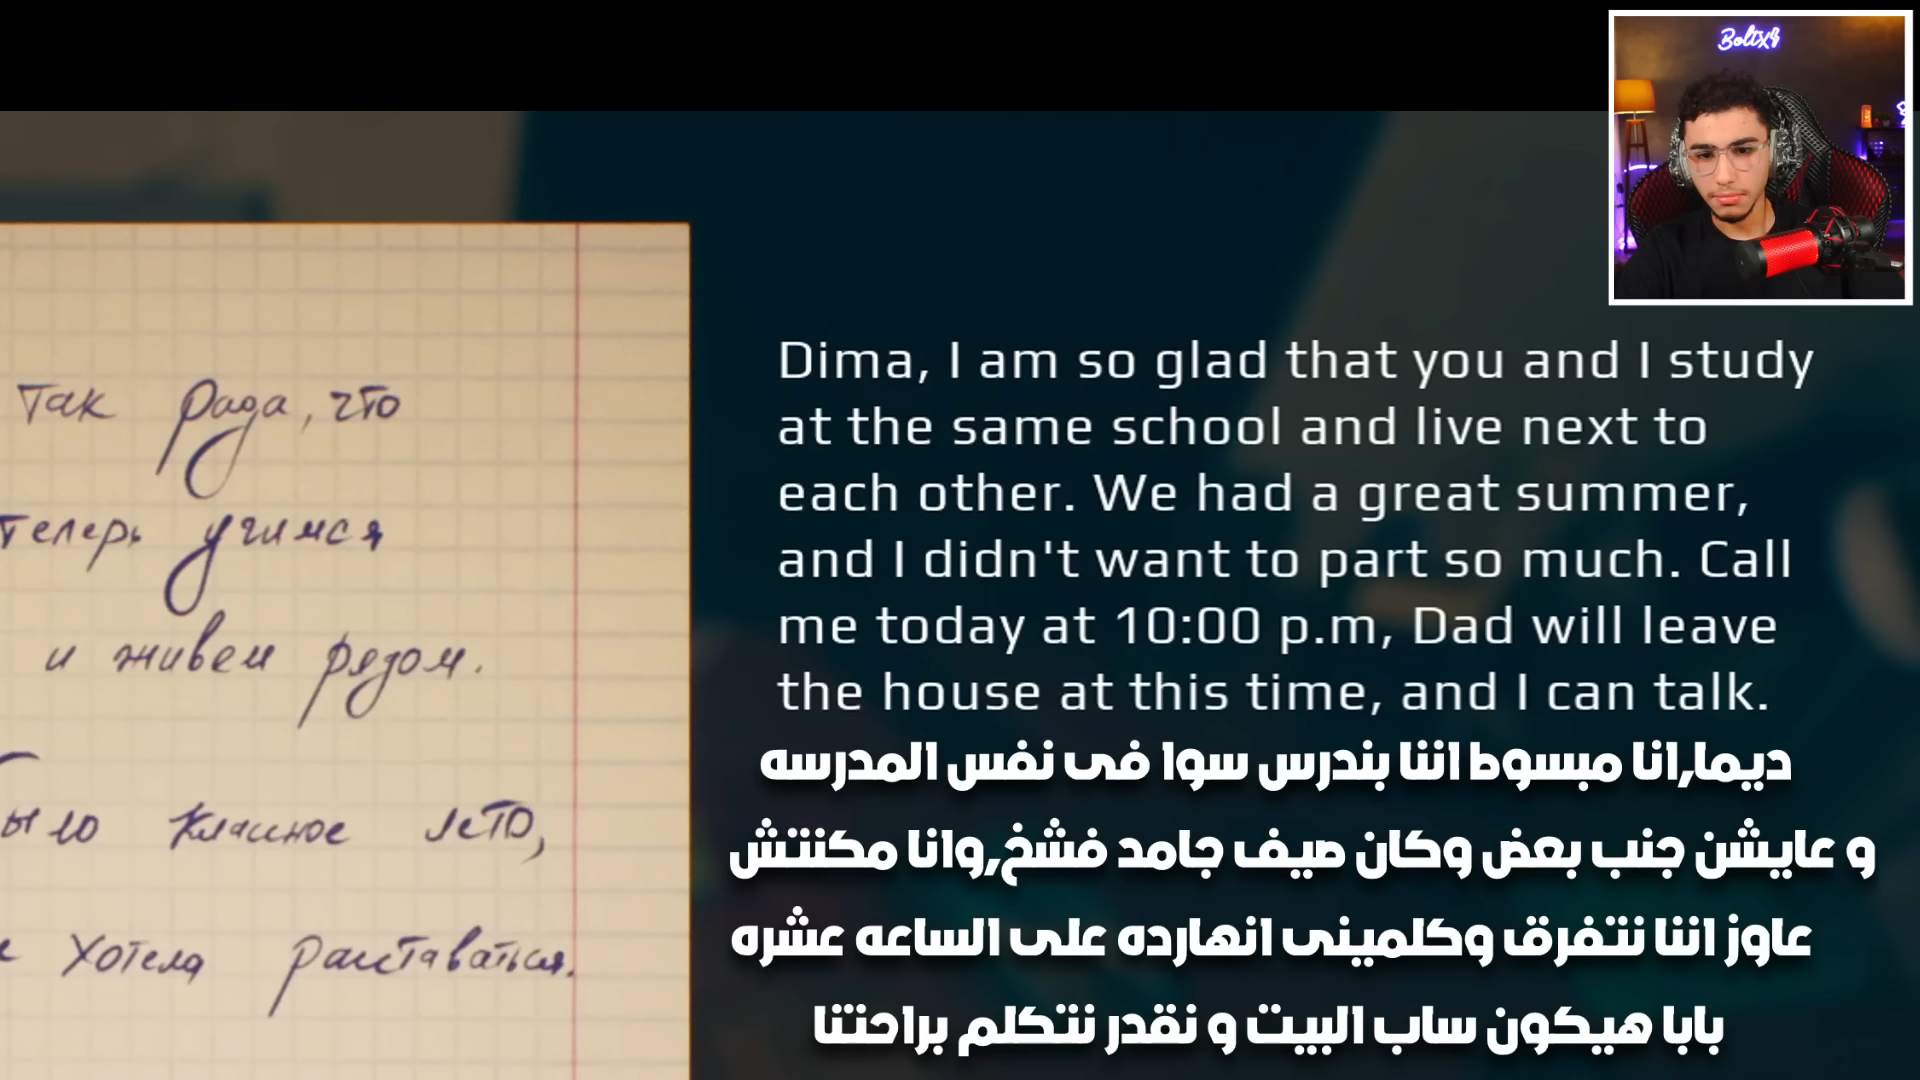 Boltx9
так рада, что
теперь учимся
и живем рядом.
ыло классное лето,
хотела расставаться.
Dima, I am so glad that you and I study
at the same school and live next to
each other. We had a great summer,
and I didn't want to part so much. Call
me today at 10:00 p.m, Dad will leave
the house at this time, and I can talk.
ديما,انا مبسوط اننا بندرس سوا فى نفس المدرسه
و عايشن جنب بعض وكان صيف جامد فشخ,وانا مكنتش
عاوز اننا نتفرق وكلمينى انهارده على الساعه عشره
بابا هيكون ساب البيت و نقدر نتكلم براحتنا